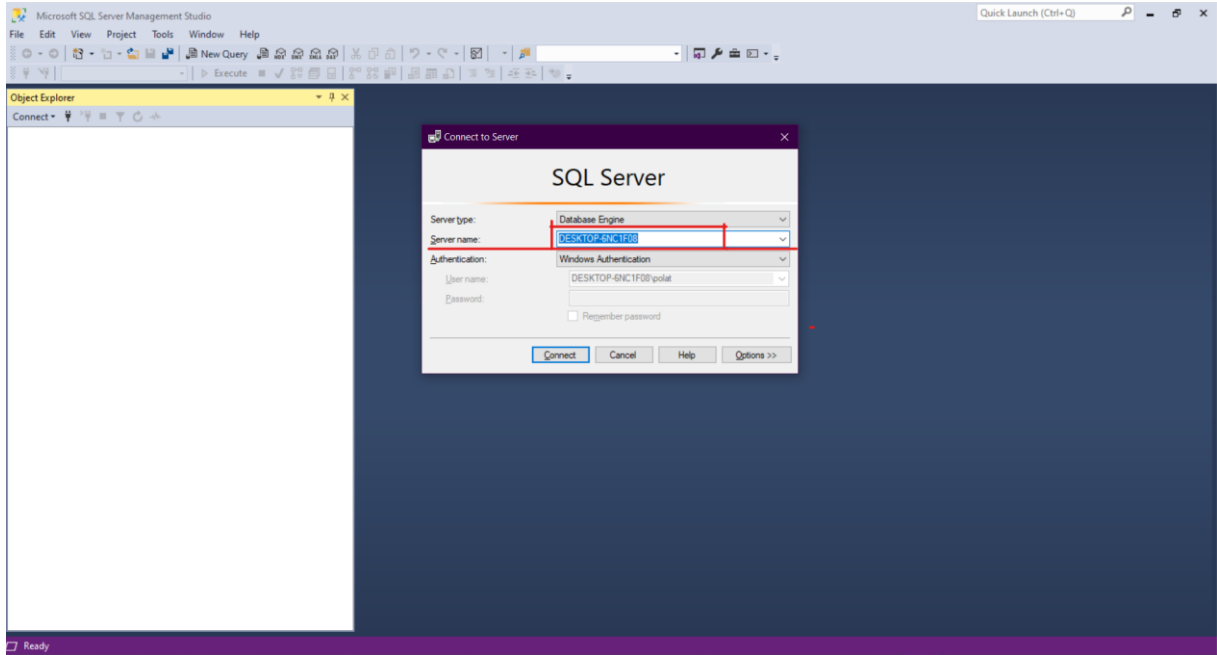 Microsoft SQL Server Management Studio
Quick Launch (Ctrl+Q)
File Edit View Project Tools Window Help
New Query
Execute
Object Explorer
Connect
Connect to Server
SQL Server
Server type: Database Engine
Server name: DESKTOP-6NC1F08
Authentication: Windows Authentication
User name: DESKTOP-6NC1F08\polat
Password:
Remember password
Connect Cancel Help Options >>
Ready